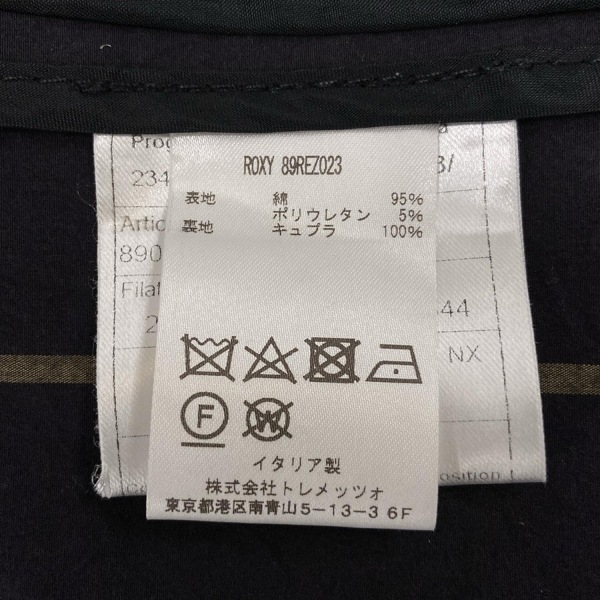 ROXY 89REZ023
表地 綿 95%
ポリウレタン 5%
裏地 キュプラ 100%
234
3/
Artic
890
Filat
2
44
NX
F
W
イタリア製
株式会社トレメッツォ
東京都港区南青山5-13-3 6F